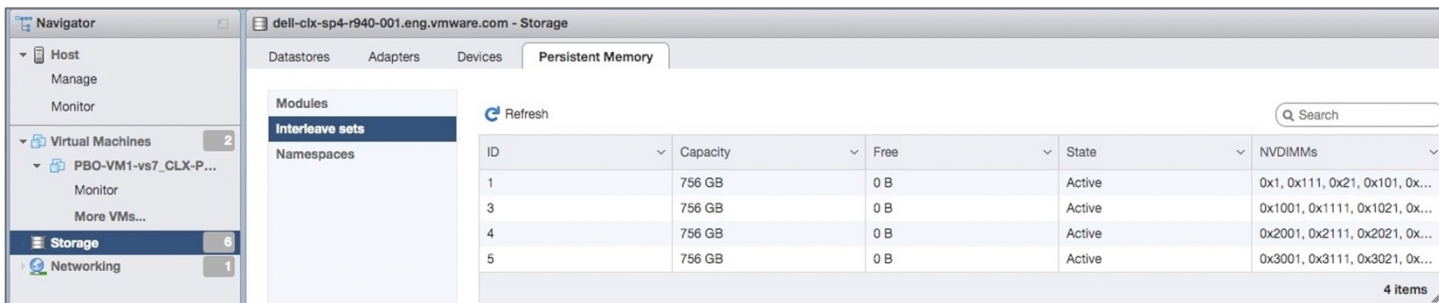 Navigator
Host
Manage
Monitor
Virtual Machines 2
PBO-VM1-vs7_CLX-P...
Monitor
More VMs...
Storage 6
Networking 1
dell-clx-sp4-r940-001.eng.vmware.com - Storage
Datastores Adapters Devices Persistent Memory
Modules
Interleave sets
Namespaces
Refresh Search
ID Capacity Free State NVDIMMs
1 756 GB 0 B Active 0x1, 0x111, 0x21, 0x101, 0x...
3 756 GB 0 B Active 0x1001, 0x1111, 0x1021, 0x...
4 756 GB 0 B Active 0x2001, 0x2111, 0x2021, 0x...
5 756 GB 0 B Active 0x3001, 0x3111, 0x3021, 0x...
4 items